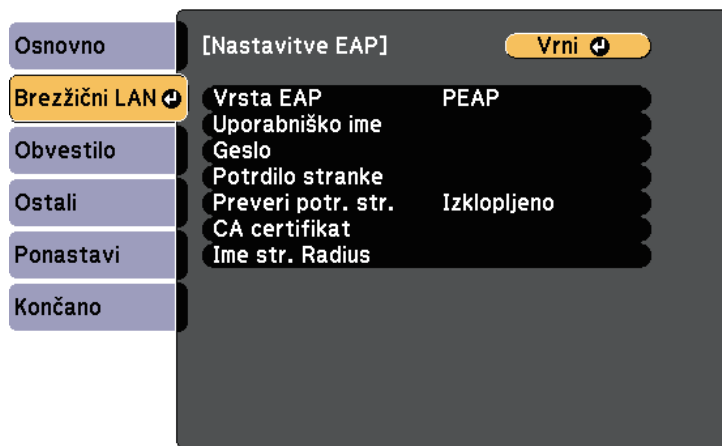 Osnovno
Brezžični LAN
Obvestilo
Ostali
Ponastavi
Končano
[Nastavitve EAP]
Vrni
Vrsta EAP PEAP
Uporabniško ime
Geslo
Potrdilo stranke
Preveri potr. str. Izklopljeno
CA certifikat
Ime str. Radius